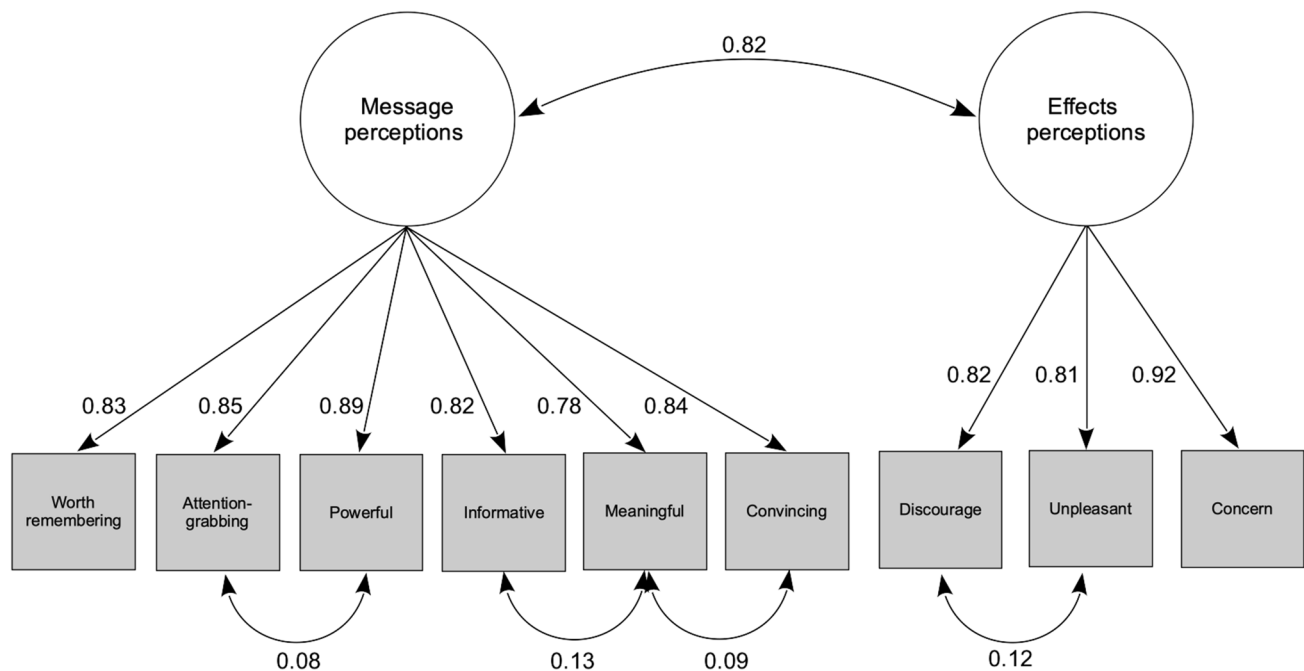 0.82
Message
perceptions
Effects
perceptions
0.83
0.85
0.89
0.82
0.78
0.84
0.82
0.81
0.92
Worth
remembering
Attention-
grabbing
Powerful
Informative
Meaningful
Convincing
Discourage
Unpleasant
Concern
0.08
0.13
0.09
0.12